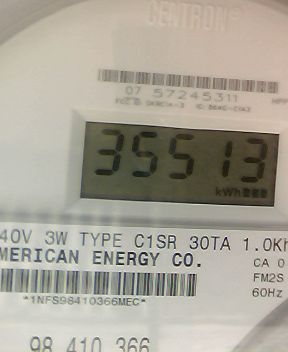 CENTRON®
07 57245311
35513
kWh
40V 3W TYPE C1SR 30TA 1.0Kh
MERICAN ENERGY CO.
CA 0
FM2S
60Hz
*1NFS98410366MEC*
98 410 366